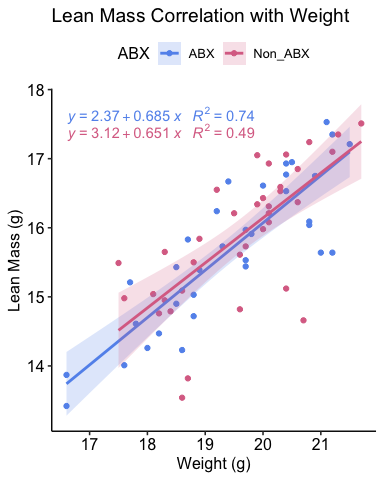 Lean Mass Correlation with Weight
ABX ABX Non_ABX
18
y = 2.37 + 0.685 x R² = 0.74
y = 3.12 + 0.651 x R² = 0.49
17
16
15
14
Lean Mass (g)
17 18 19 20 21
Weight (g)